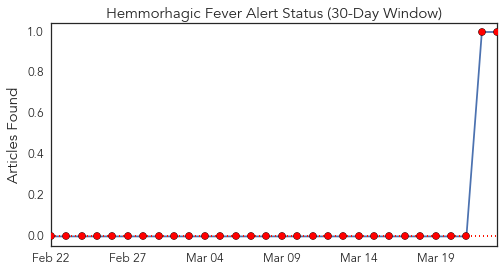 Hemmorhagic Fever Alert Status (30-Day Window)
Articles Found
1.0
0.8
0.6
0.4
0.2
0.0
Feb 22 Feb 27 Mar 04 Mar 09 Mar 14 Mar 19